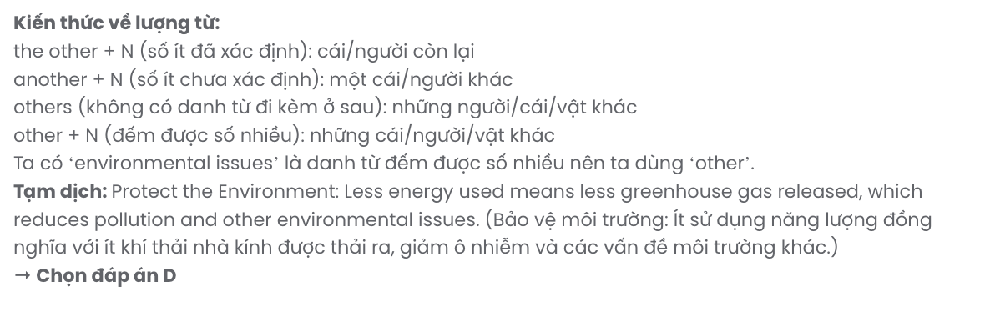 Kiến thức về lượng từ:
the other + N (số ít đã xác định): cái/người còn lại
another + N (số ít chưa xác định): một cái/người khác
others (không có danh từ đi kèm ở sau): những người/cái/vật khác
other + N (đếm được số nhiều): những cái/người/vật khác
Ta có ‘environmental issues’ là danh từ đếm được số nhiều nên ta dùng ‘other’.
Tạm dịch: Protect the Environment: Less energy used means less greenhouse gas released, which
reduces pollution and other environmental issues. (Bảo vệ môi trường: Ít sử dụng năng lượng đồng
nghĩa với ít khí thải nhà kính được thải ra, giảm ô nhiễm và các vấn đề môi trường khác.)
→ Chọn đáp án D